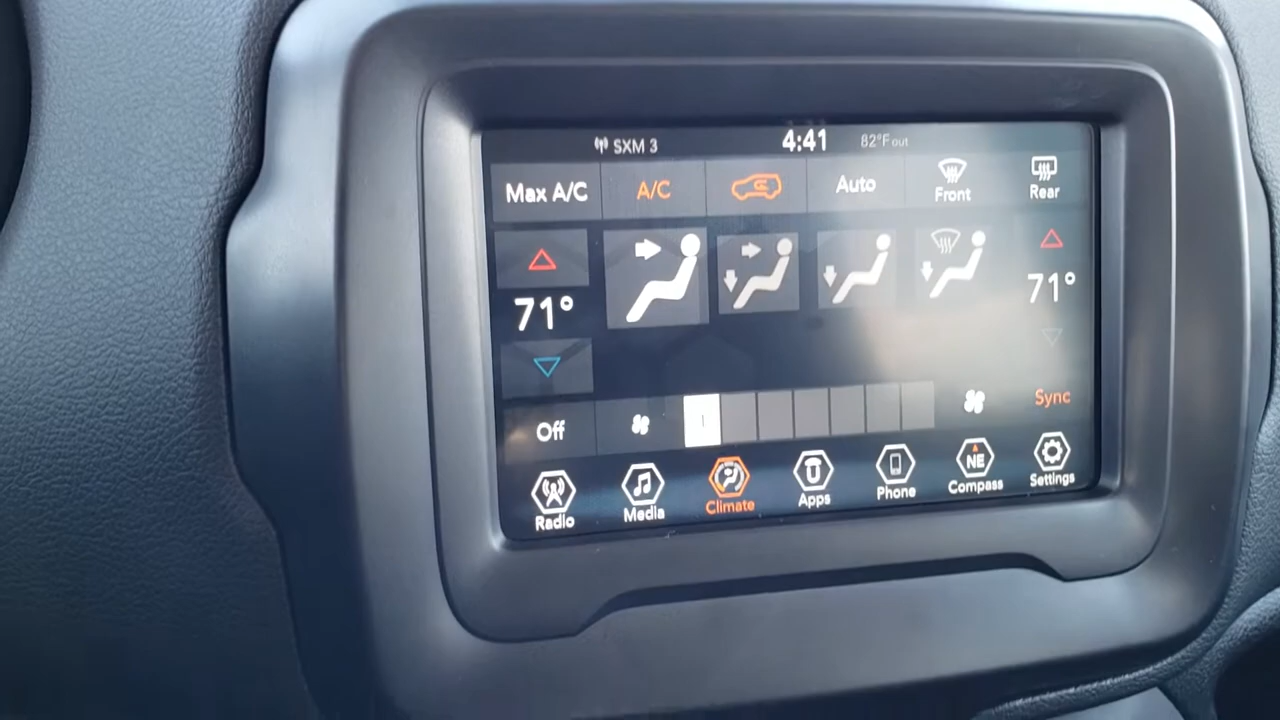 SXM 3 4:41 82°F out
Max A/C A/C Auto Front Rear
71° 71°
Off 1 Sync
Radio Media Climate Apps Phone NE Compass Settings